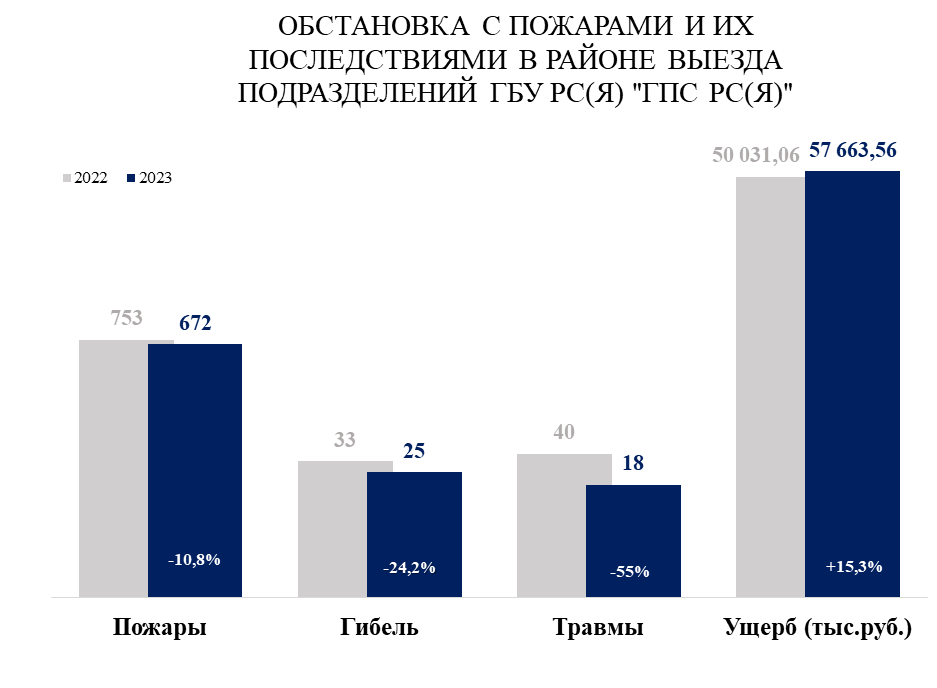 ОБСТАНОВКА С ПОЖАРАМИ И ИХ
ПОСЛЕДСТВИЯМИ В РАЙОНЕ ВЫЕЗДА
ПОДРАЗДЕЛЕНИЙ ГБУ РС(Я) "ГПС РС(Я)"
2022 2023
50 031,06 57 663,56
753 672
33 25
40 18
-10,8% -24,2% -55% +15,3%
Пожары Гибель Травмы Ущерб (тыс.руб.)